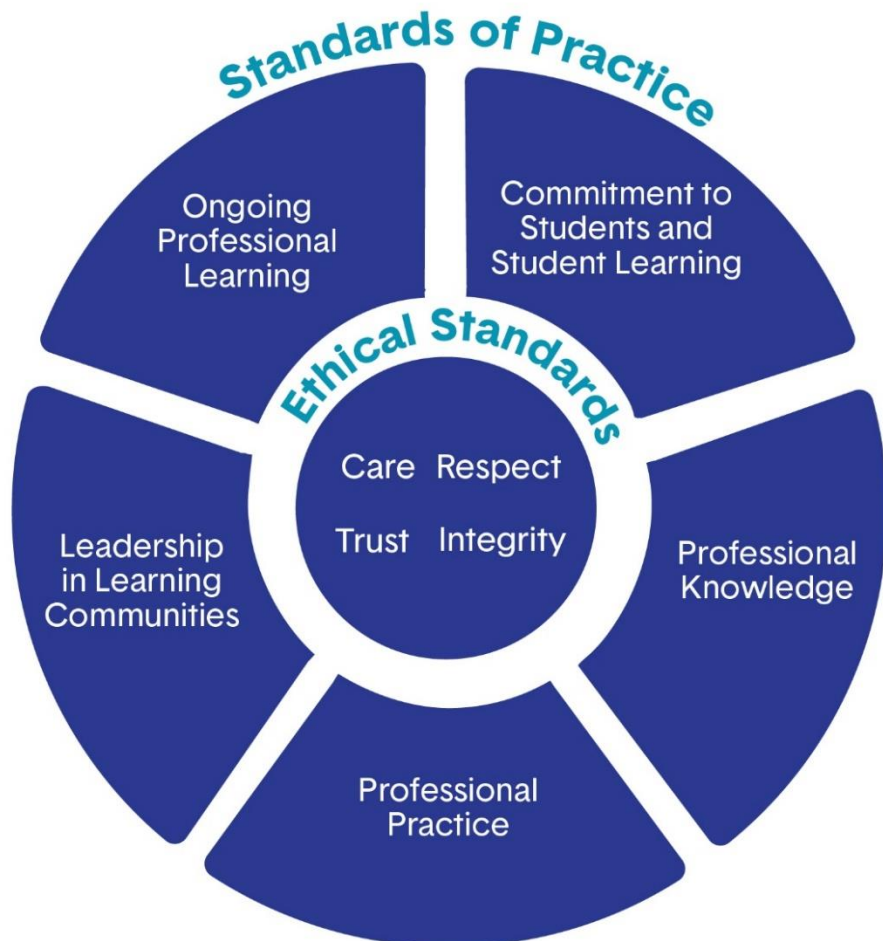 Standards of Practice
Ongoing
Professional
Learning
Commitment to
Students and
Student Learning
Ethical Standards
Care Respect
Trust Integrity
Leadership
in Learning
Communities
Professional
Knowledge
Professional
Practice